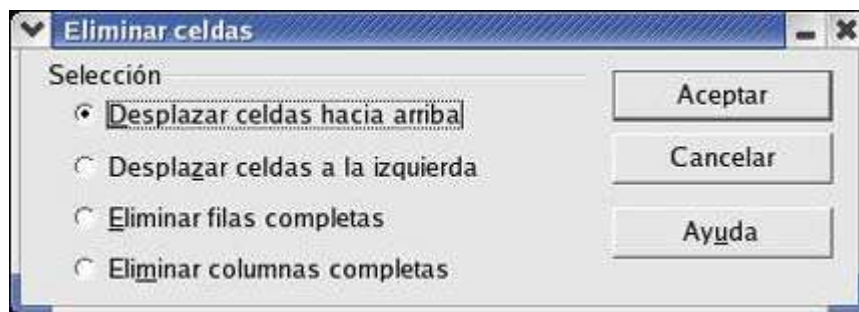 Eliminar celdas
Selección
Desplazar celdas hacia arriba
Desplazar celdas a la izquierda
Eliminar filas completas
Eliminar columnas completas
Aceptar
Cancelar
Ayuda